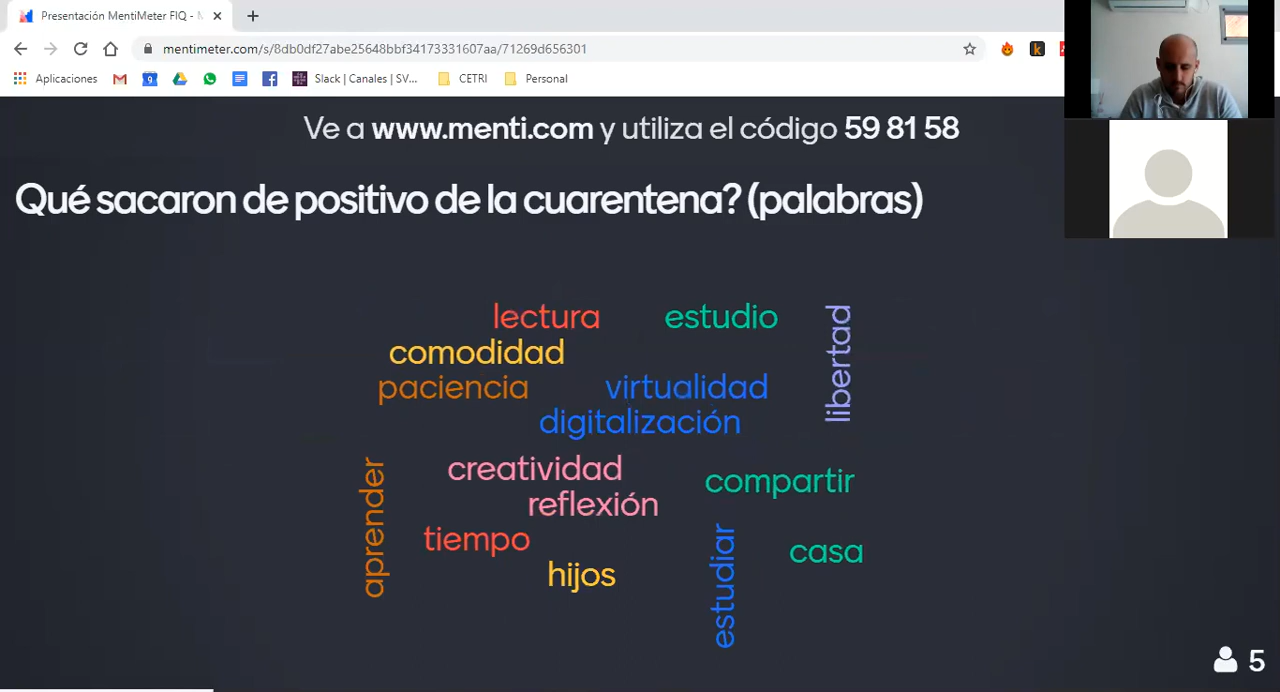 Presentación MentiMeter FIQ - M
mentimeter.com/s/8db0df27abe25648bbf34173331607aa/71269d656301
Aplicaciones
Slack | Canales | SV...
CETRI
Personal
Ve a www.menti.com y utiliza el código 59 81 58
Qué sacaron de positivo de la cuarentena? (palabras)
lectura
estudio
libertad
comodidad
paciencia
virtualidad
digitalización
creatividad
compartir
aprender
reflexión
tiempo
estudiar
casa
hijos
5